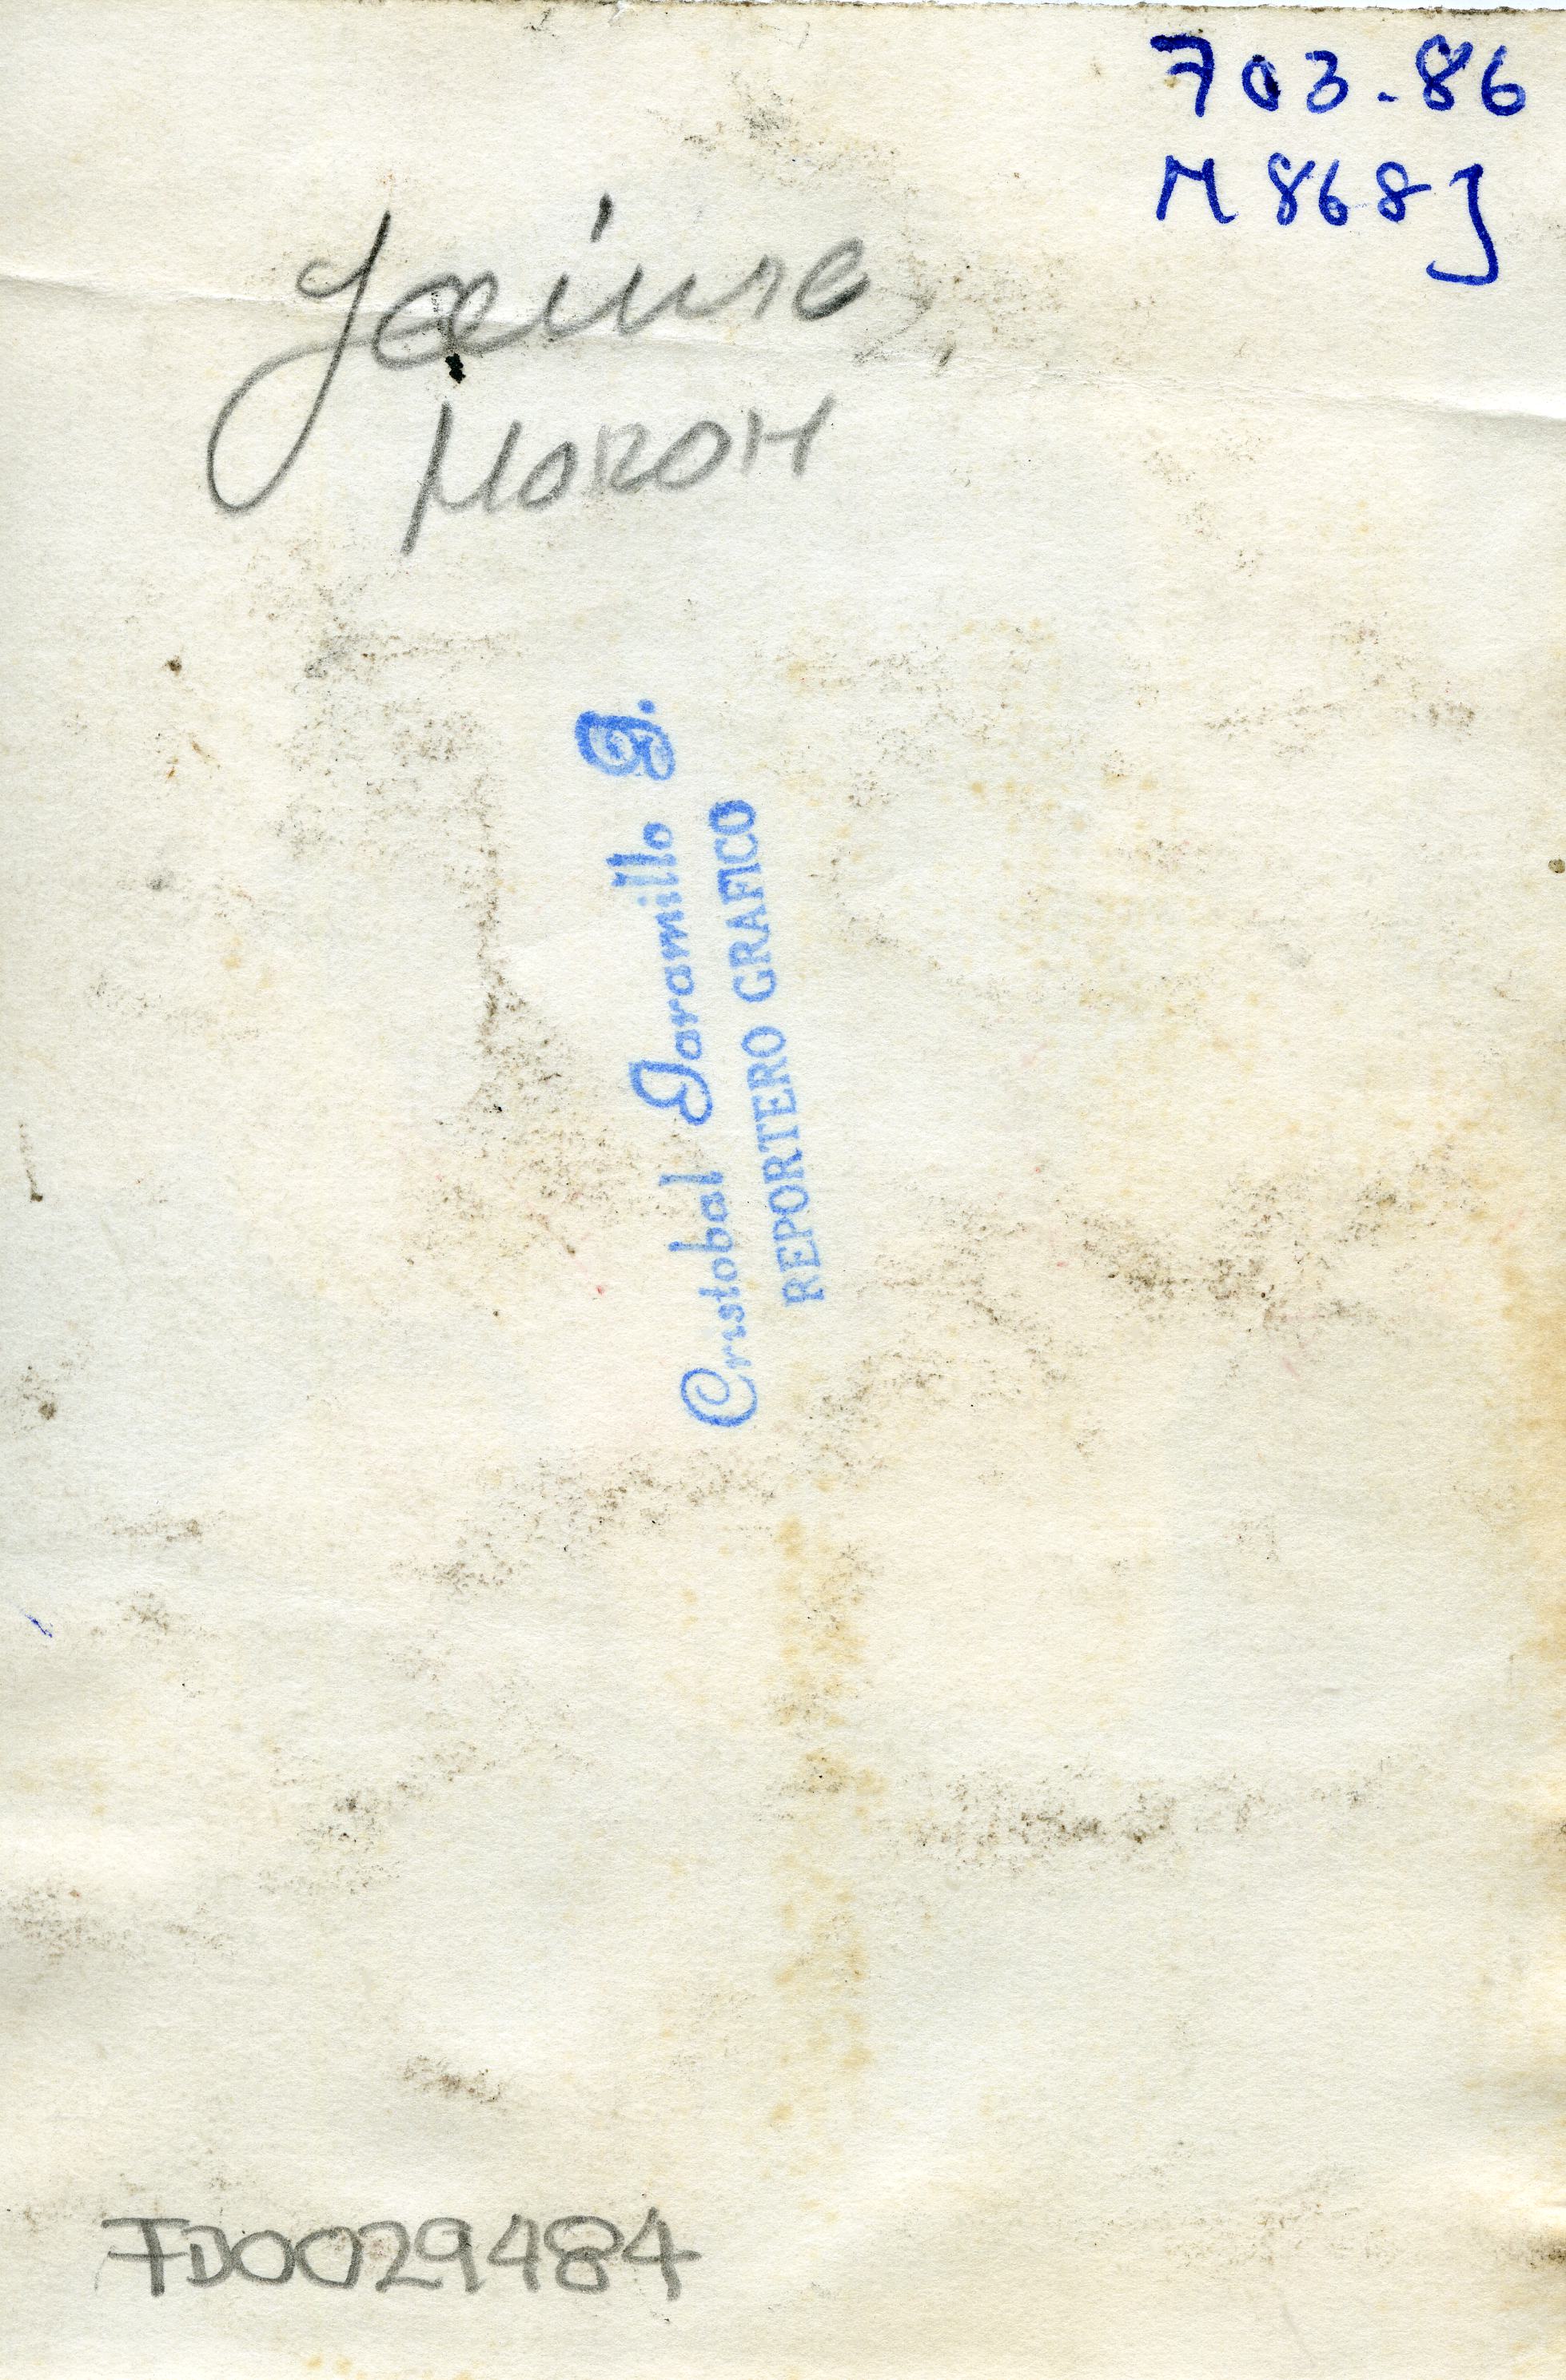 703-86
M868J
Jaime
MORON
Cristobal Jaramillo G.
REPORTERO GRAFICO
FD0029484